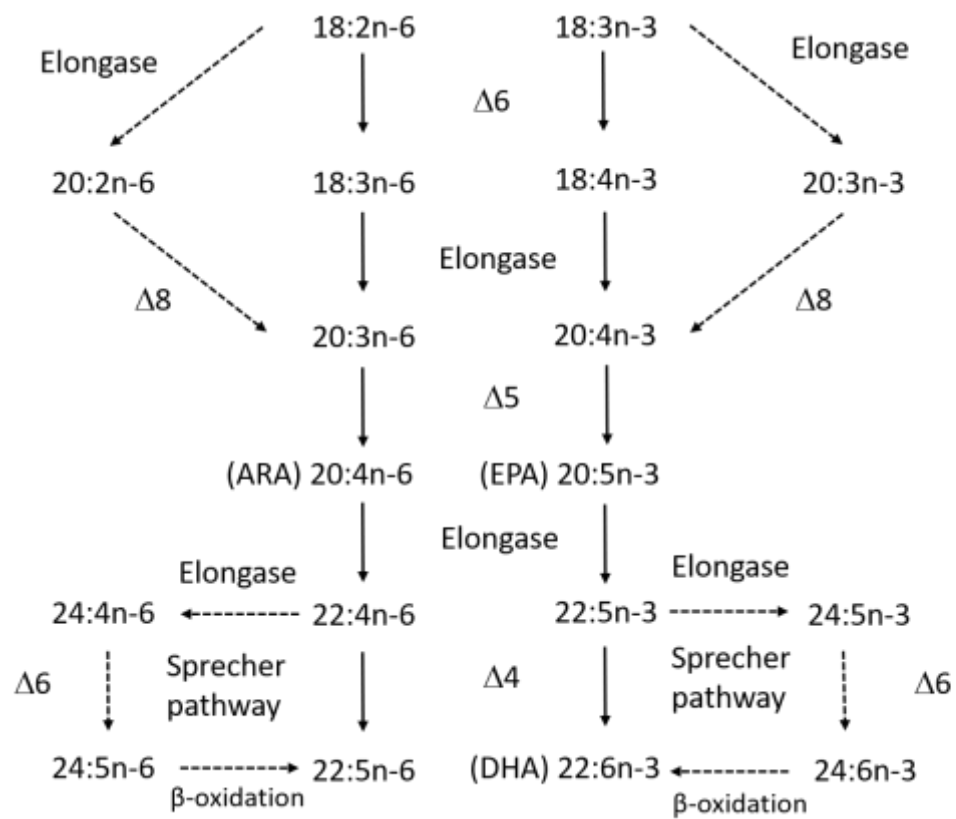 18:2n-6 18:3n-3
Elongase Elongase
Δ6
20:2n-6 18:3n-6 18:4n-3 20:3n-3
Elongase
Δ8 Δ8
20:3n-6 20:4n-3
Δ5
(ARA) 20:4n-6 (EPA) 20:5n-3
Elongase
Elongase Elongase
24:4n-6 22:4n-6 22:5n-3 24:5n-3
Δ6 Sprecher pathway Δ4 Sprecher pathway Δ6
24:5n-6 22:5n-6 (DHA) 22:6n-3 24:6n-3
β-oxidation β-oxidation